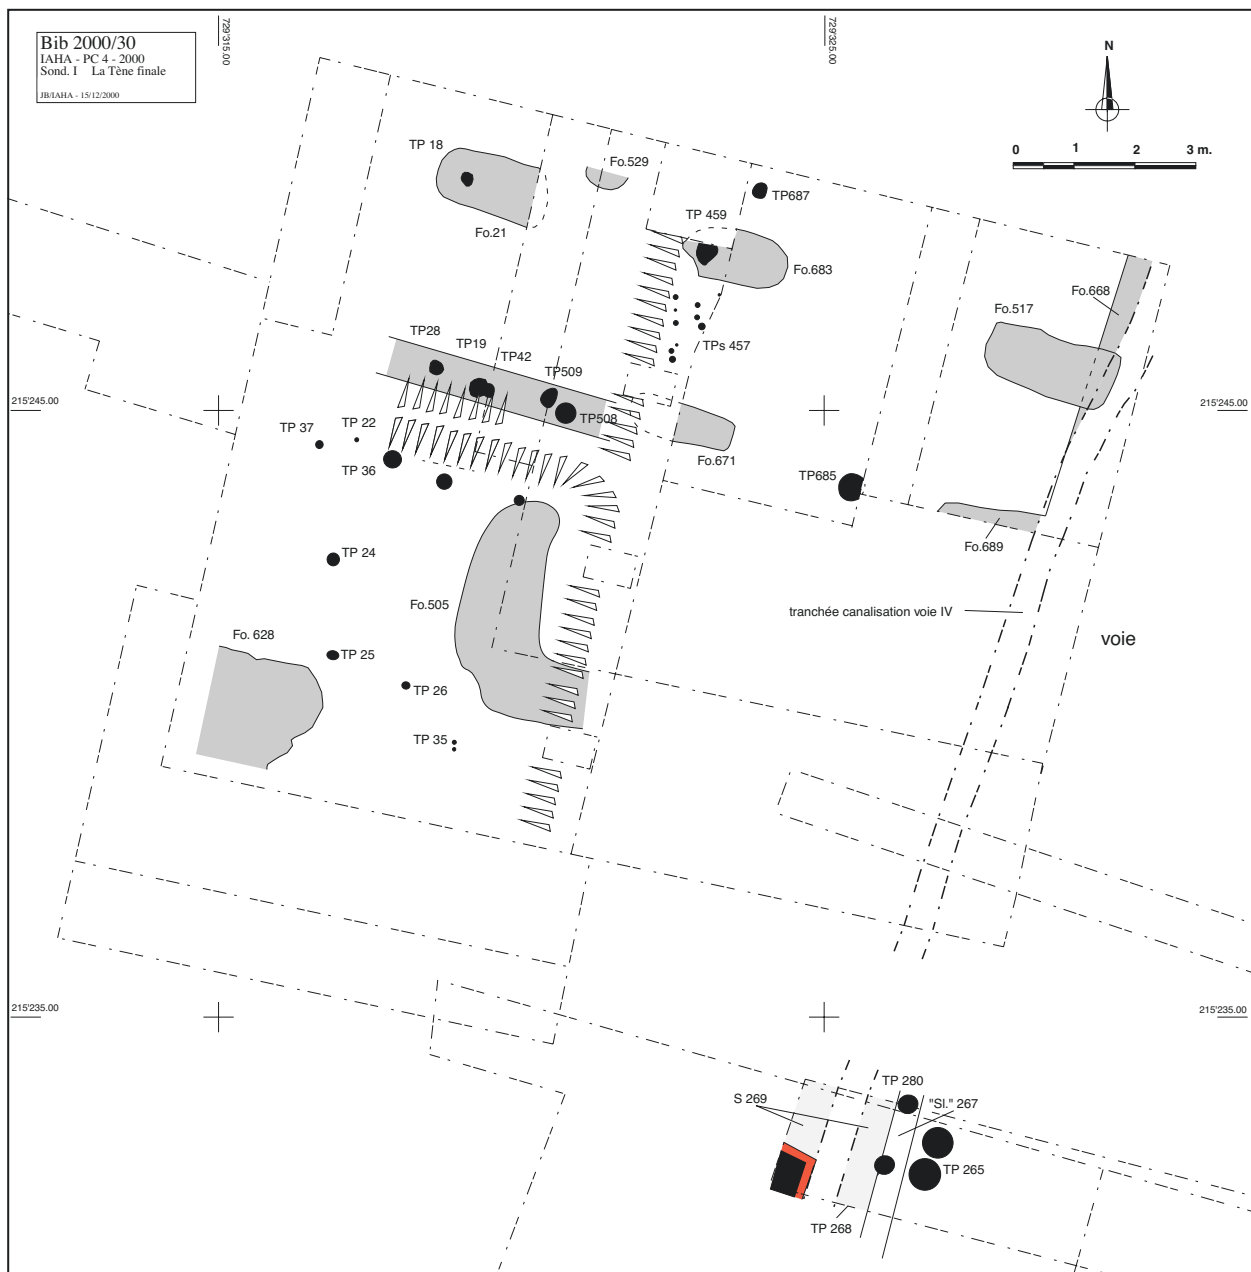 Bib 2000/30
IAHA - PC 4 - 2000
Sond. I La Tène finale
JB/IAHA - 15/12/2000
729'315.00
729'325.00
N
0 1 2 3 m.
TP 18
Fo.529
TP687
TP 459
Fo.21
Fo.683
Fo.668
Fo.517
TPs 457
TP28
TP19
TP42
TP509
215'245.00
215'245.00
TP508
TP 22
TP 37
Fo.671
TP 36
TP685
Fo.689
TP 24
Fo.505
tranchée canalisation voie IV
voie
Fo. 628
TP 25
TP 26
TP 35
215'235.00
215'235.00
TP 280
S 269
"Sl." 267
TP 265
TP 268